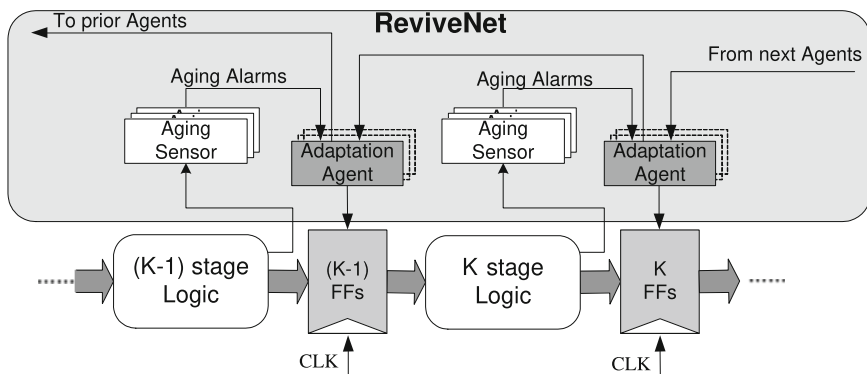 ReviveNet
To prior Agents
From next Agents
Aging Alarms
Aging Alarms
Aging
Sensor
Adaptation
Agent
Aging
Sensor
Adaptation
Agent
(K-1) stage
Logic
(K-1)
FFs
K stage
Logic
K
FFs
CLK
CLK